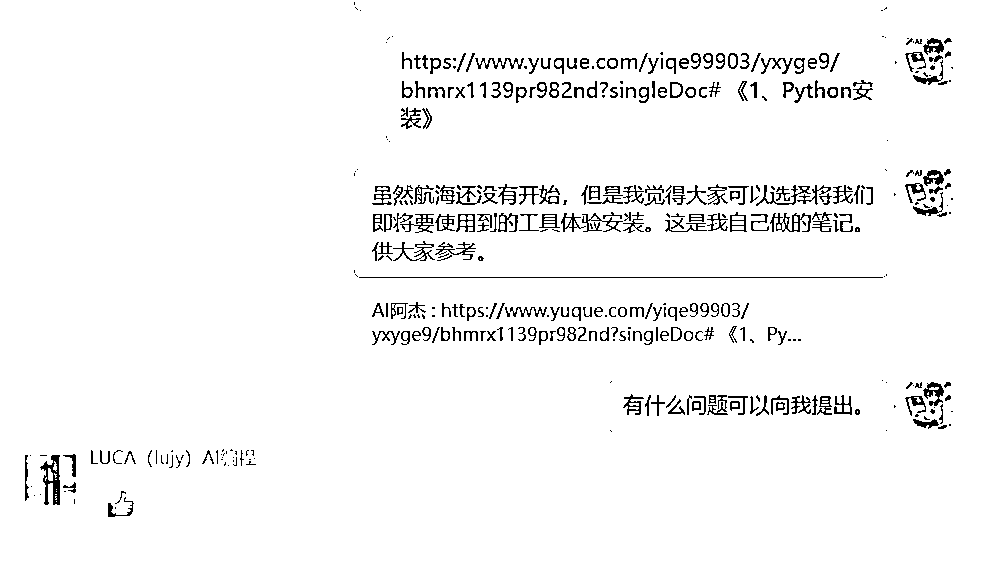 https://www.yuque.com/yiqe99903/yxyge9/
bhmrx1139pr982nd?singleDoc# 《1、Python安
装》
虽然航海还没有开始，但是我觉得大家可以选择将我们
即将要使用到的工具体验安装。这是我自己做的笔记。
供大家参考。
AI阿杰 : https://www.yuque.com/yiqe99903/
yxyge9/bhmrx1139pr982nd?singleDoc# 《1、Py...
有什么问题可以向我提出。
LUCA（lujy）AI编程